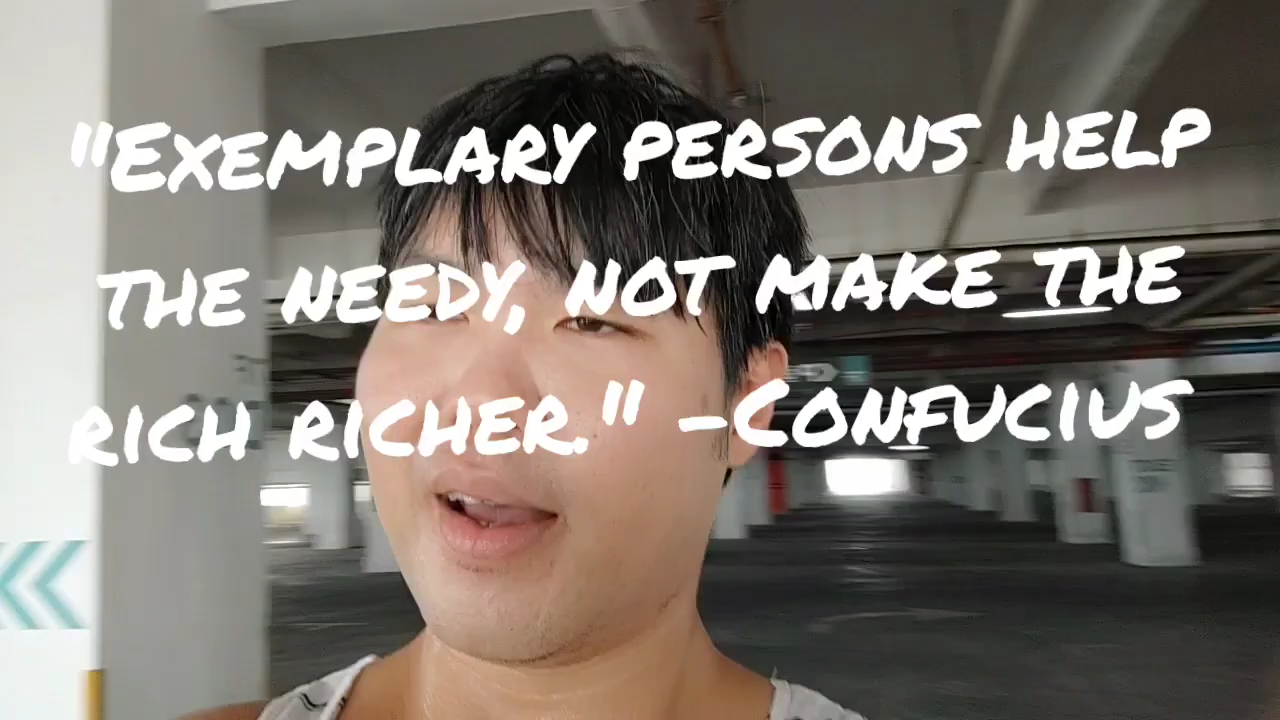 "Exemplary persons help
the needy, not make the
rich richer." -Confucius